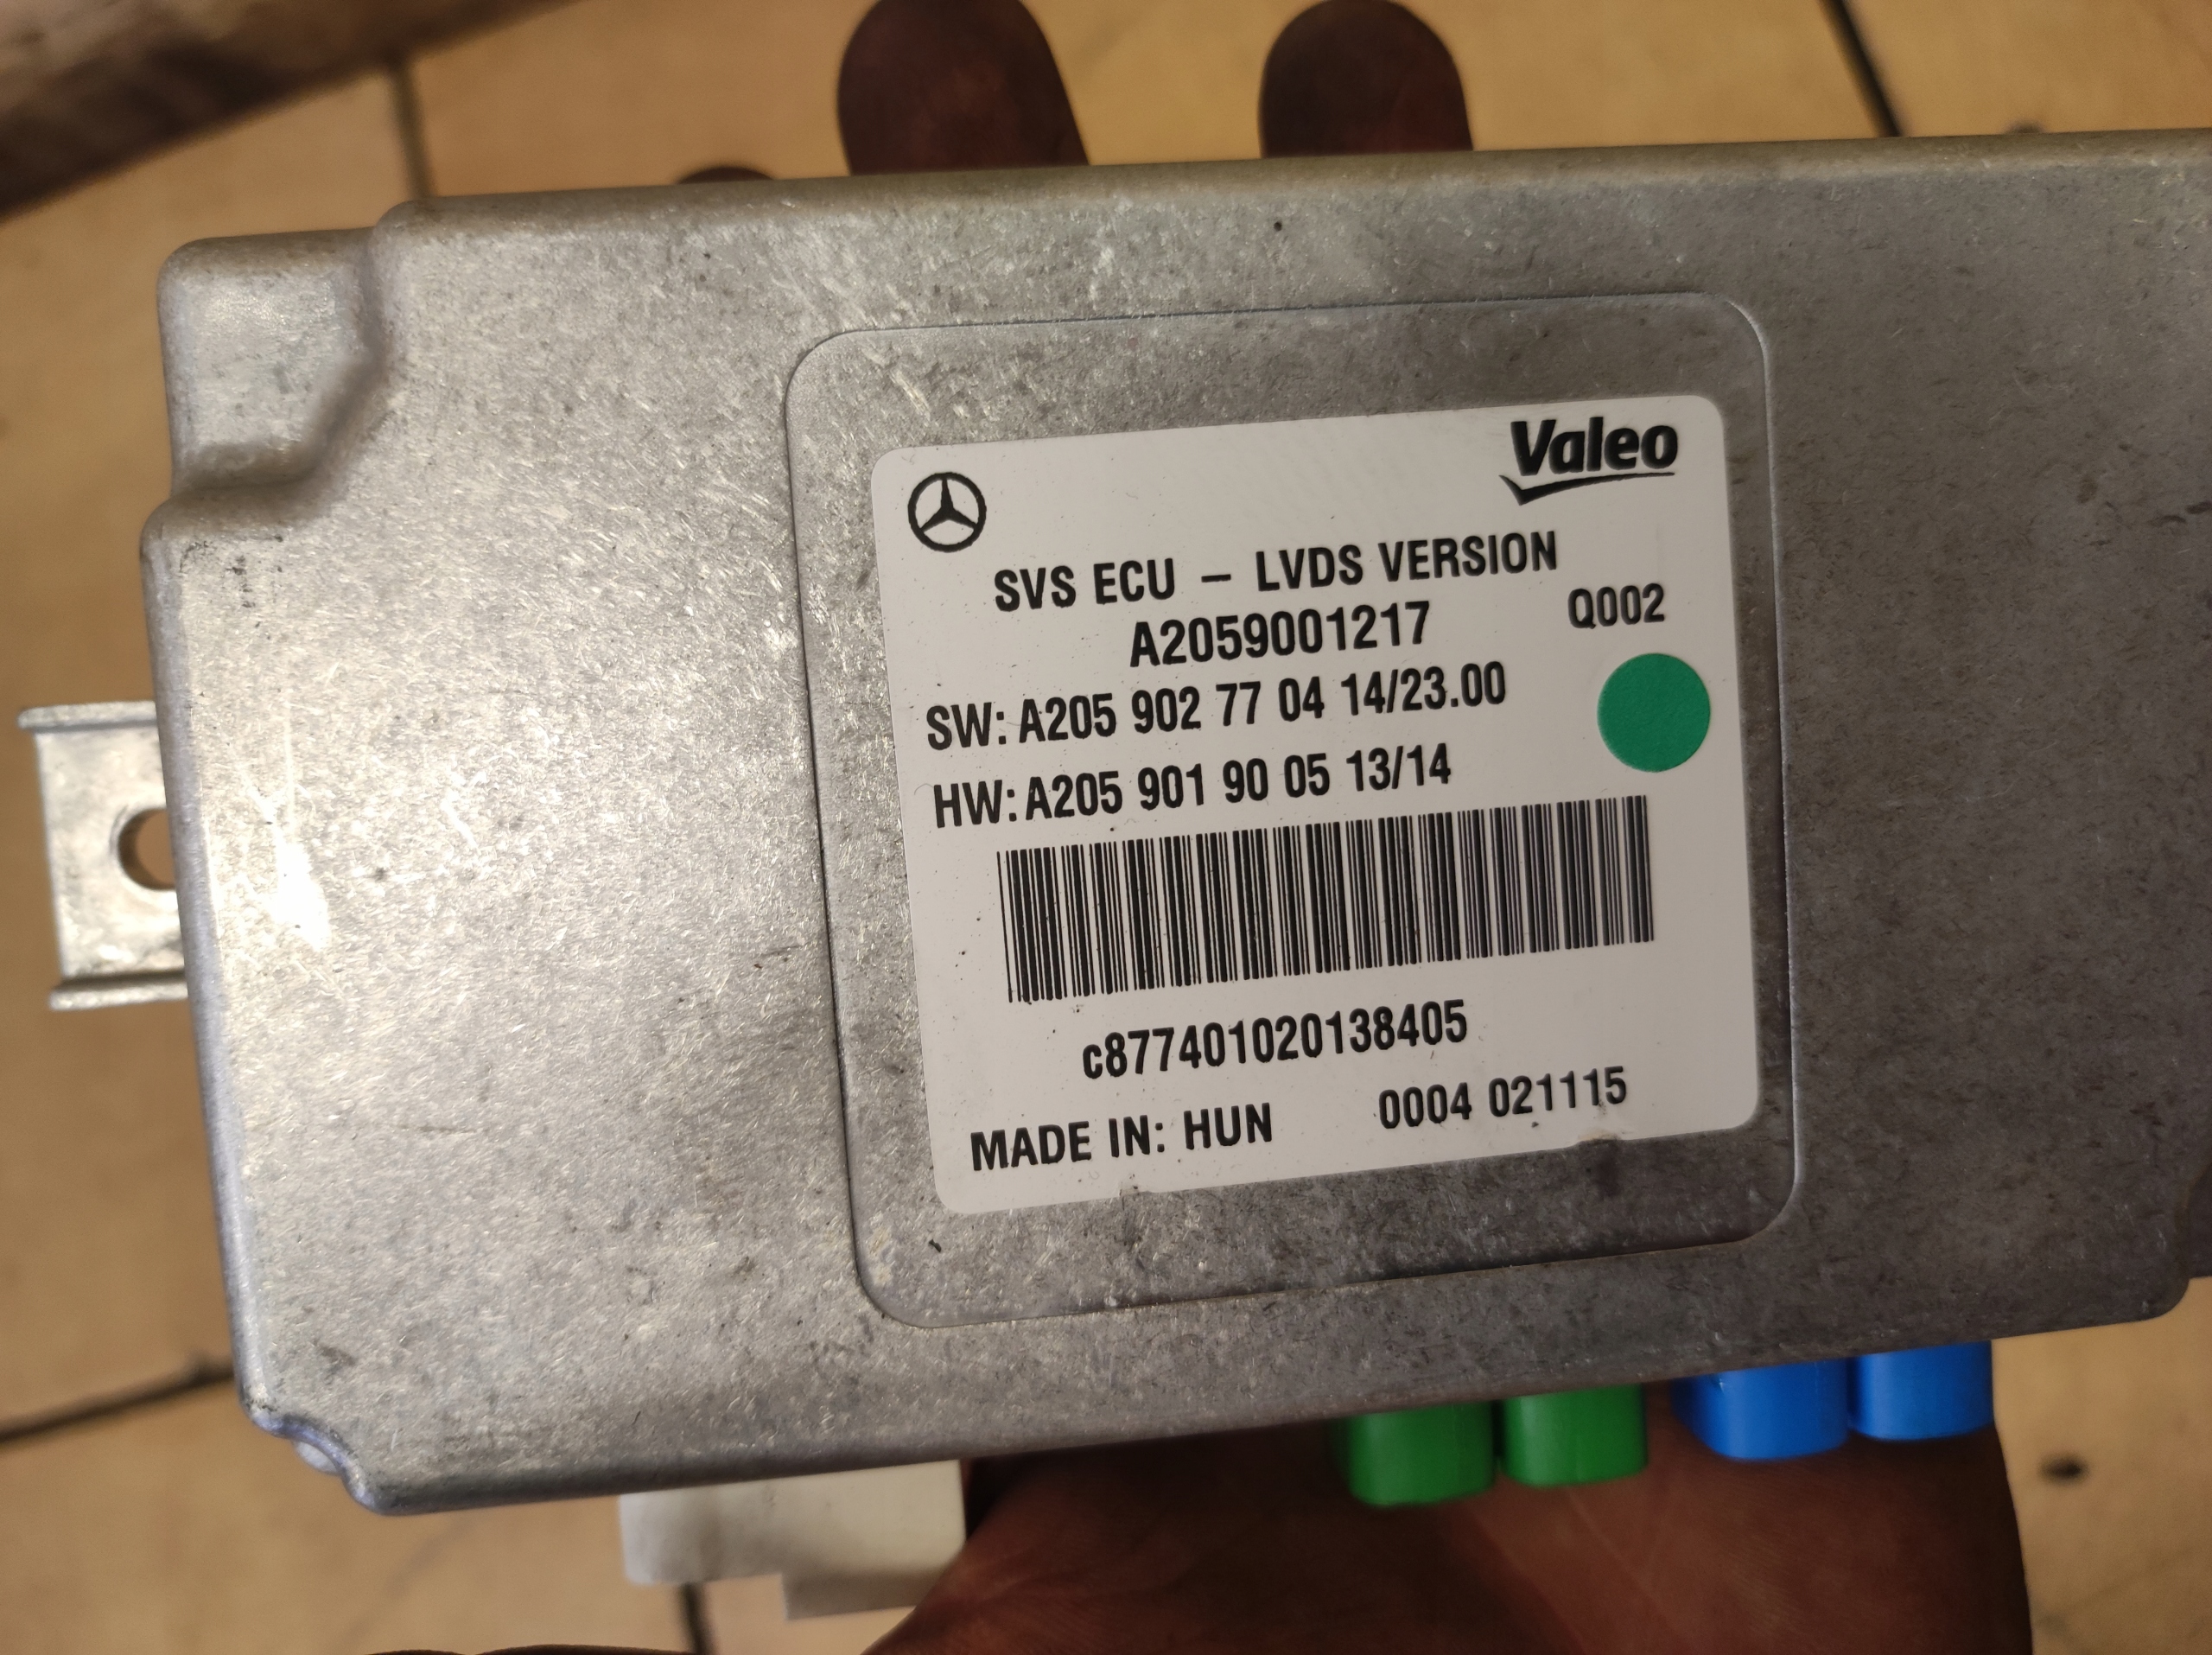 Valeo
SVS ECU – LVDS VERSION
A2059001217 Q002
SW: A205 902 77 04 14/23.00
HW: A205 901 90 05 13/14
c877401020138405
MADE IN: HUN 0004 021115